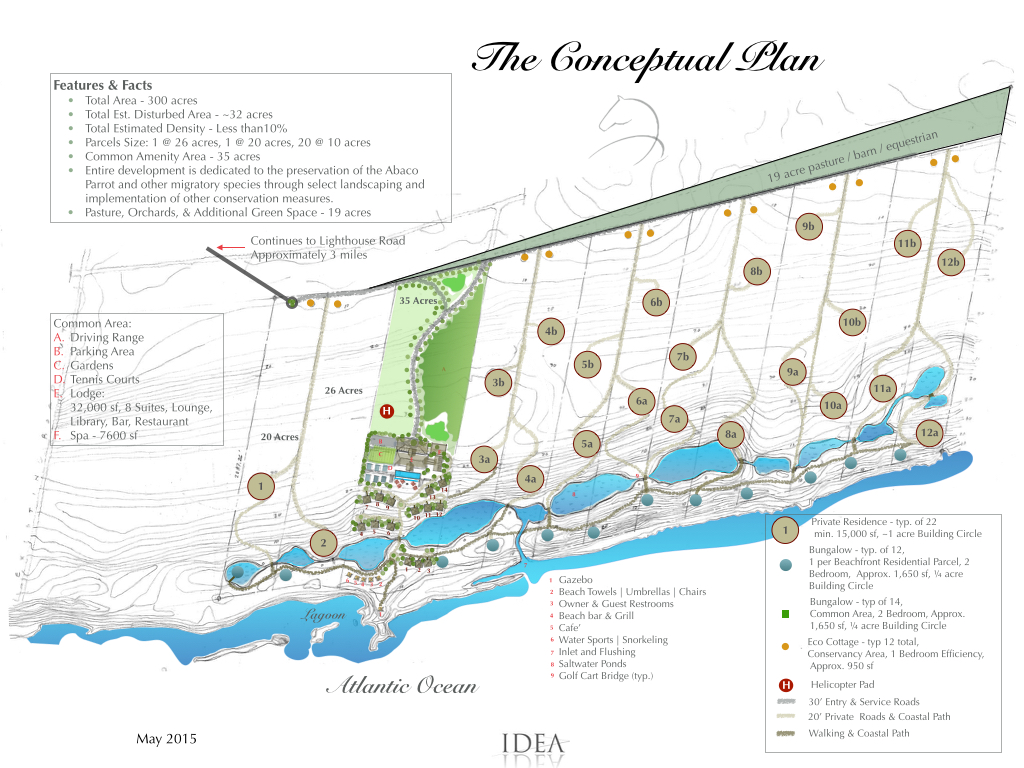 The Conceptual Plan
Features & Facts
• Total Area - 300 acres
• Total Est. Disturbed Area - ~32 acres
• Total Estimated Density - Less than10%
• Parcels Size: 1 @ 26 acres, 1 @ 20 acres, 20 @ 10 acres
• Common Amenity Area - 35 acres
• Entire development is dedicated to the preservation of the Abaco
Parrot and other migratory species through select landscaping and
implementation of other conservation measures.
• Pasture, Orchards, & Additional Green Space - 19 acres
19 acre pasture / barn / equestrian
Continues to Lighthouse Road
Approximately 3 miles
Common Area:
A. Driving Range
B. Parking Area
C. Gardens
D. Tennis Courts
E. Lodge:
32,000 sf, 8 Suites, Lounge,
Library, Bar, Restaurant
F. Spa - 7600 sf
35 Acres
26 Acres
20 Acres
H
1
2
3a
3b
4a
4b
5a
5b
6a
6b
7a
7b
8a
8b
9a
9b
10a
10b
11a
11b
12a
12b
Lagoon
Atlantic Ocean
1 Gazebo
2 Beach Towels | Umbrellas | Chairs
3 Owner & Guest Restrooms
4 Beach bar & Grill
5 Cafe'
6 Water Sports | Snorkeling
7 Inlet and Flushing
8 Saltwater Ponds
9 Golf Cart Bridge (typ.)
1 Private Residence - typ. of 22
min. 15,000 sf, ~1 acre Building Circle
Bungalow - typ. of 12,
1 per Beachfront Residential Parcel, 2
Bedroom, Approx. 1,650 sf, ¼ acre
Building Circle
Bungalow - typ of 14,
Common Area, 2 Bedroom, Approx.
1,650 sf, ¼ acre Building Circle
Eco Cottage - typ 12 total,
Conservancy Area, 1 Bedroom Efficiency,
Approx. 950 sf
H Helicopter Pad
30' Entry & Service Roads
20' Private Roads & Coastal Path
Walking & Coastal Path
May 2015
IDEA